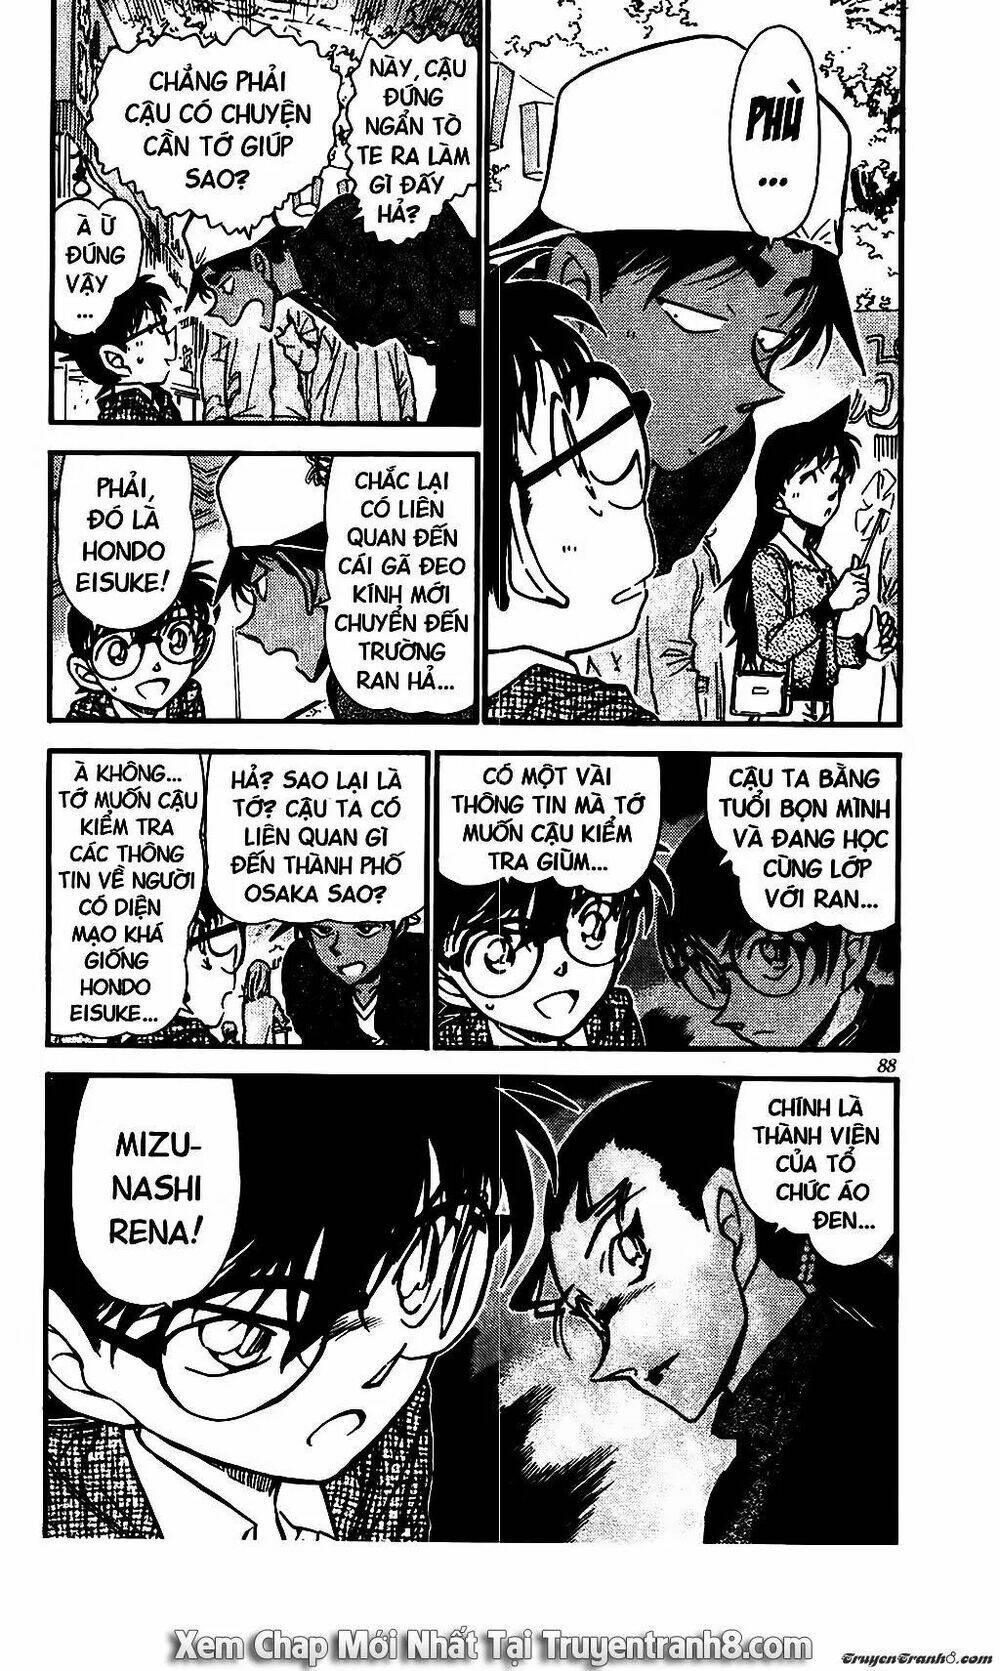 PHÙ
...
NÀY, CẬU
ĐỪNG
NGẨN TÒ
TE RA LÀM
GÌ ĐẤY
HẢ?
CHẲNG PHẢI
CẬU CÓ CHUYỆN
CẦN TỚ GIÚP
SAO?
À Ừ
ĐÚNG
VẬY
...
CHẮC LẠI
CÓ LIÊN
QUAN ĐẾN
CÁI GÃ ĐEO
KÍNH MỚI
CHUYỂN ĐẾN
TRƯỜNG
RAN HẢ...
PHẢI,
ĐÓ LÀ
HONDO
EISUKE!
CẬU TA BẰNG
TUỔI BỌN MÌNH
VÀ ĐANG HỌC
CÙNG LỚP
VỚI RAN...
CÓ MỘT VÀI
THÔNG TIN MÀ TỚ
MUỐN CẬU KIỂM
TRA GIÙM...
HẢ? SAO LẠI LÀ
TỚ? CẬU TA CÓ
LIÊN QUAN GÌ
ĐẾN THÀNH PHỐ
OSAKA SAO?
À KHÔNG...
TỚ MUỐN CẬU
KIỂM TRA
CÁC THÔNG
TIN VỀ NGƯỜI
CÓ DIỆN
MẠO KHÁ
GIỐNG
HONDO
EISUKE...
88
CHÍNH LÀ
THÀNH VIÊN
CỦA TỔ
CHỨC ÁO
ĐEN...
MIZU-
NASHI
RENA!
Xem Chap Mới Nhất Tại Truyentranh8.com
TruyenTranh8.com